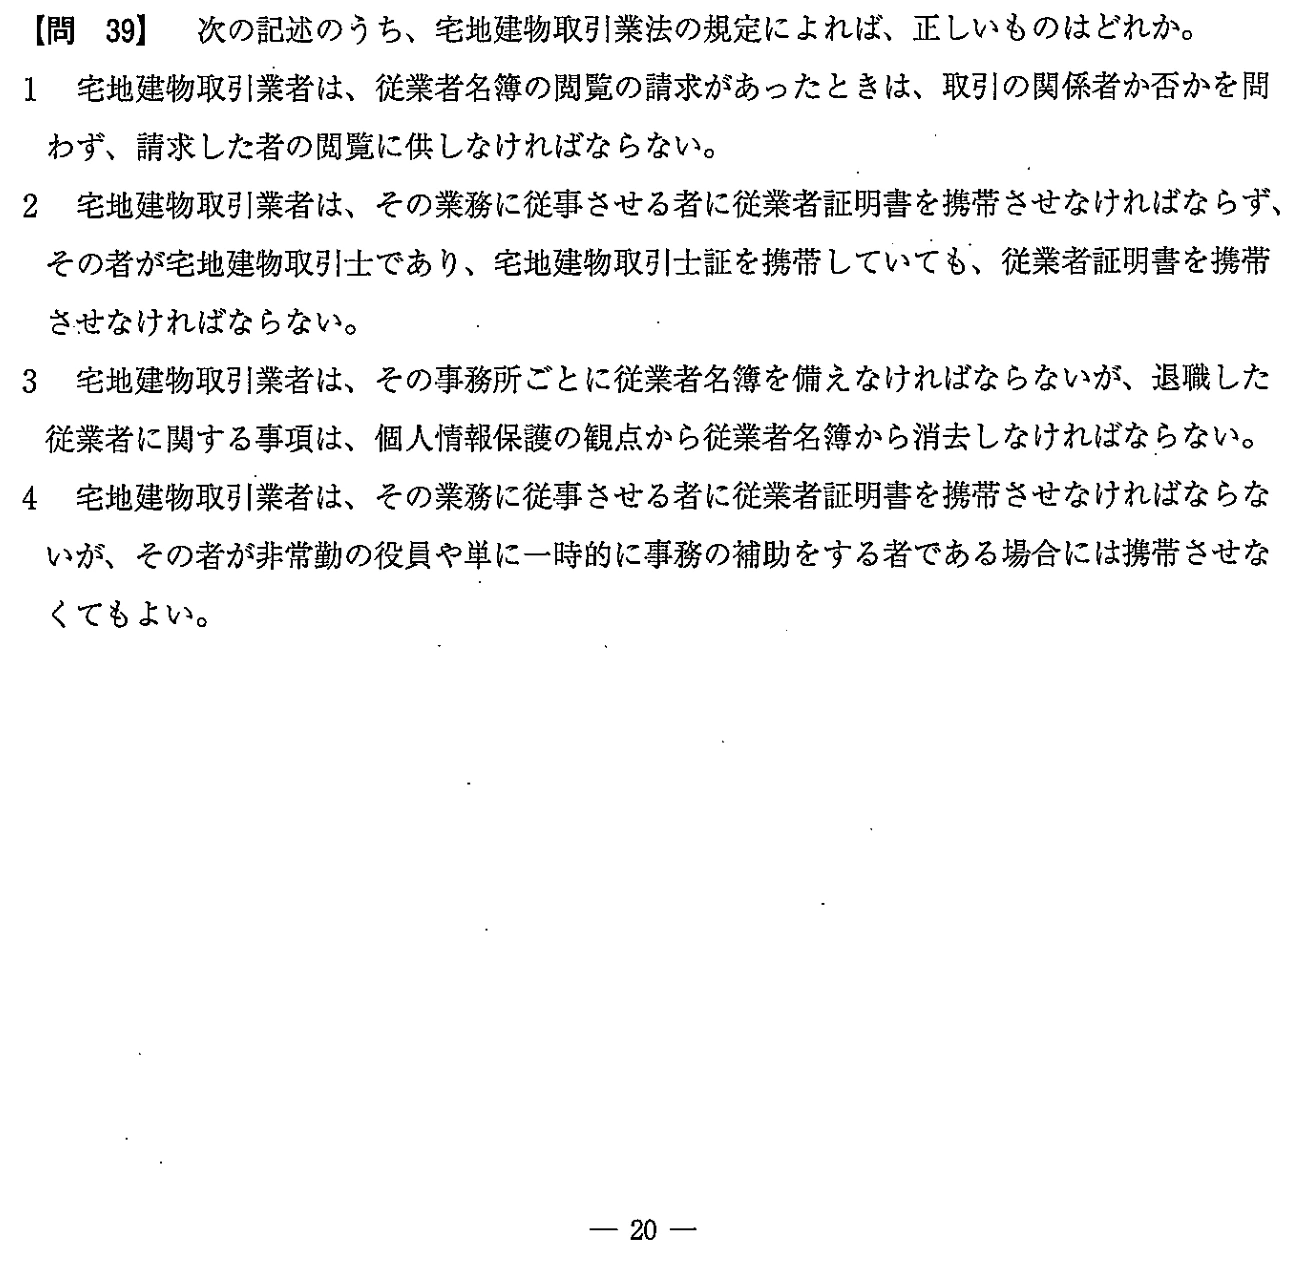 【問　39】　次の記述のうち、宅地建物取引業法の規定によれば、正しいものはどれか。
1　宅地建物取引業者は、従業者名簿の閲覧の請求があったときは、取引の関係者か否かを問
わず、請求した者の閲覧に供しなければならない。
2　宅地建物取引業者は、その業務に従事させる者に従業者証明書を携帯させなければならず、
その者が宅地建物取引士であり、宅地建物取引士証を携帯していても、従業者証明書を携帯
させなければならない。
3　宅地建物取引業者は、その事務所ごとに従業者名簿を備えなければならないが、退職した
従業者に関する事項は、個人情報保護の観点から従業者名簿から消去しなければならない。
4　宅地建物取引業者は、その業務に従事させる者に従業者証明書を携帯させなければならな
いが、その者が非常勤の役員や単に一時的に事務の補助をする者である場合には携帯させな
くてもよい。
— 20 —